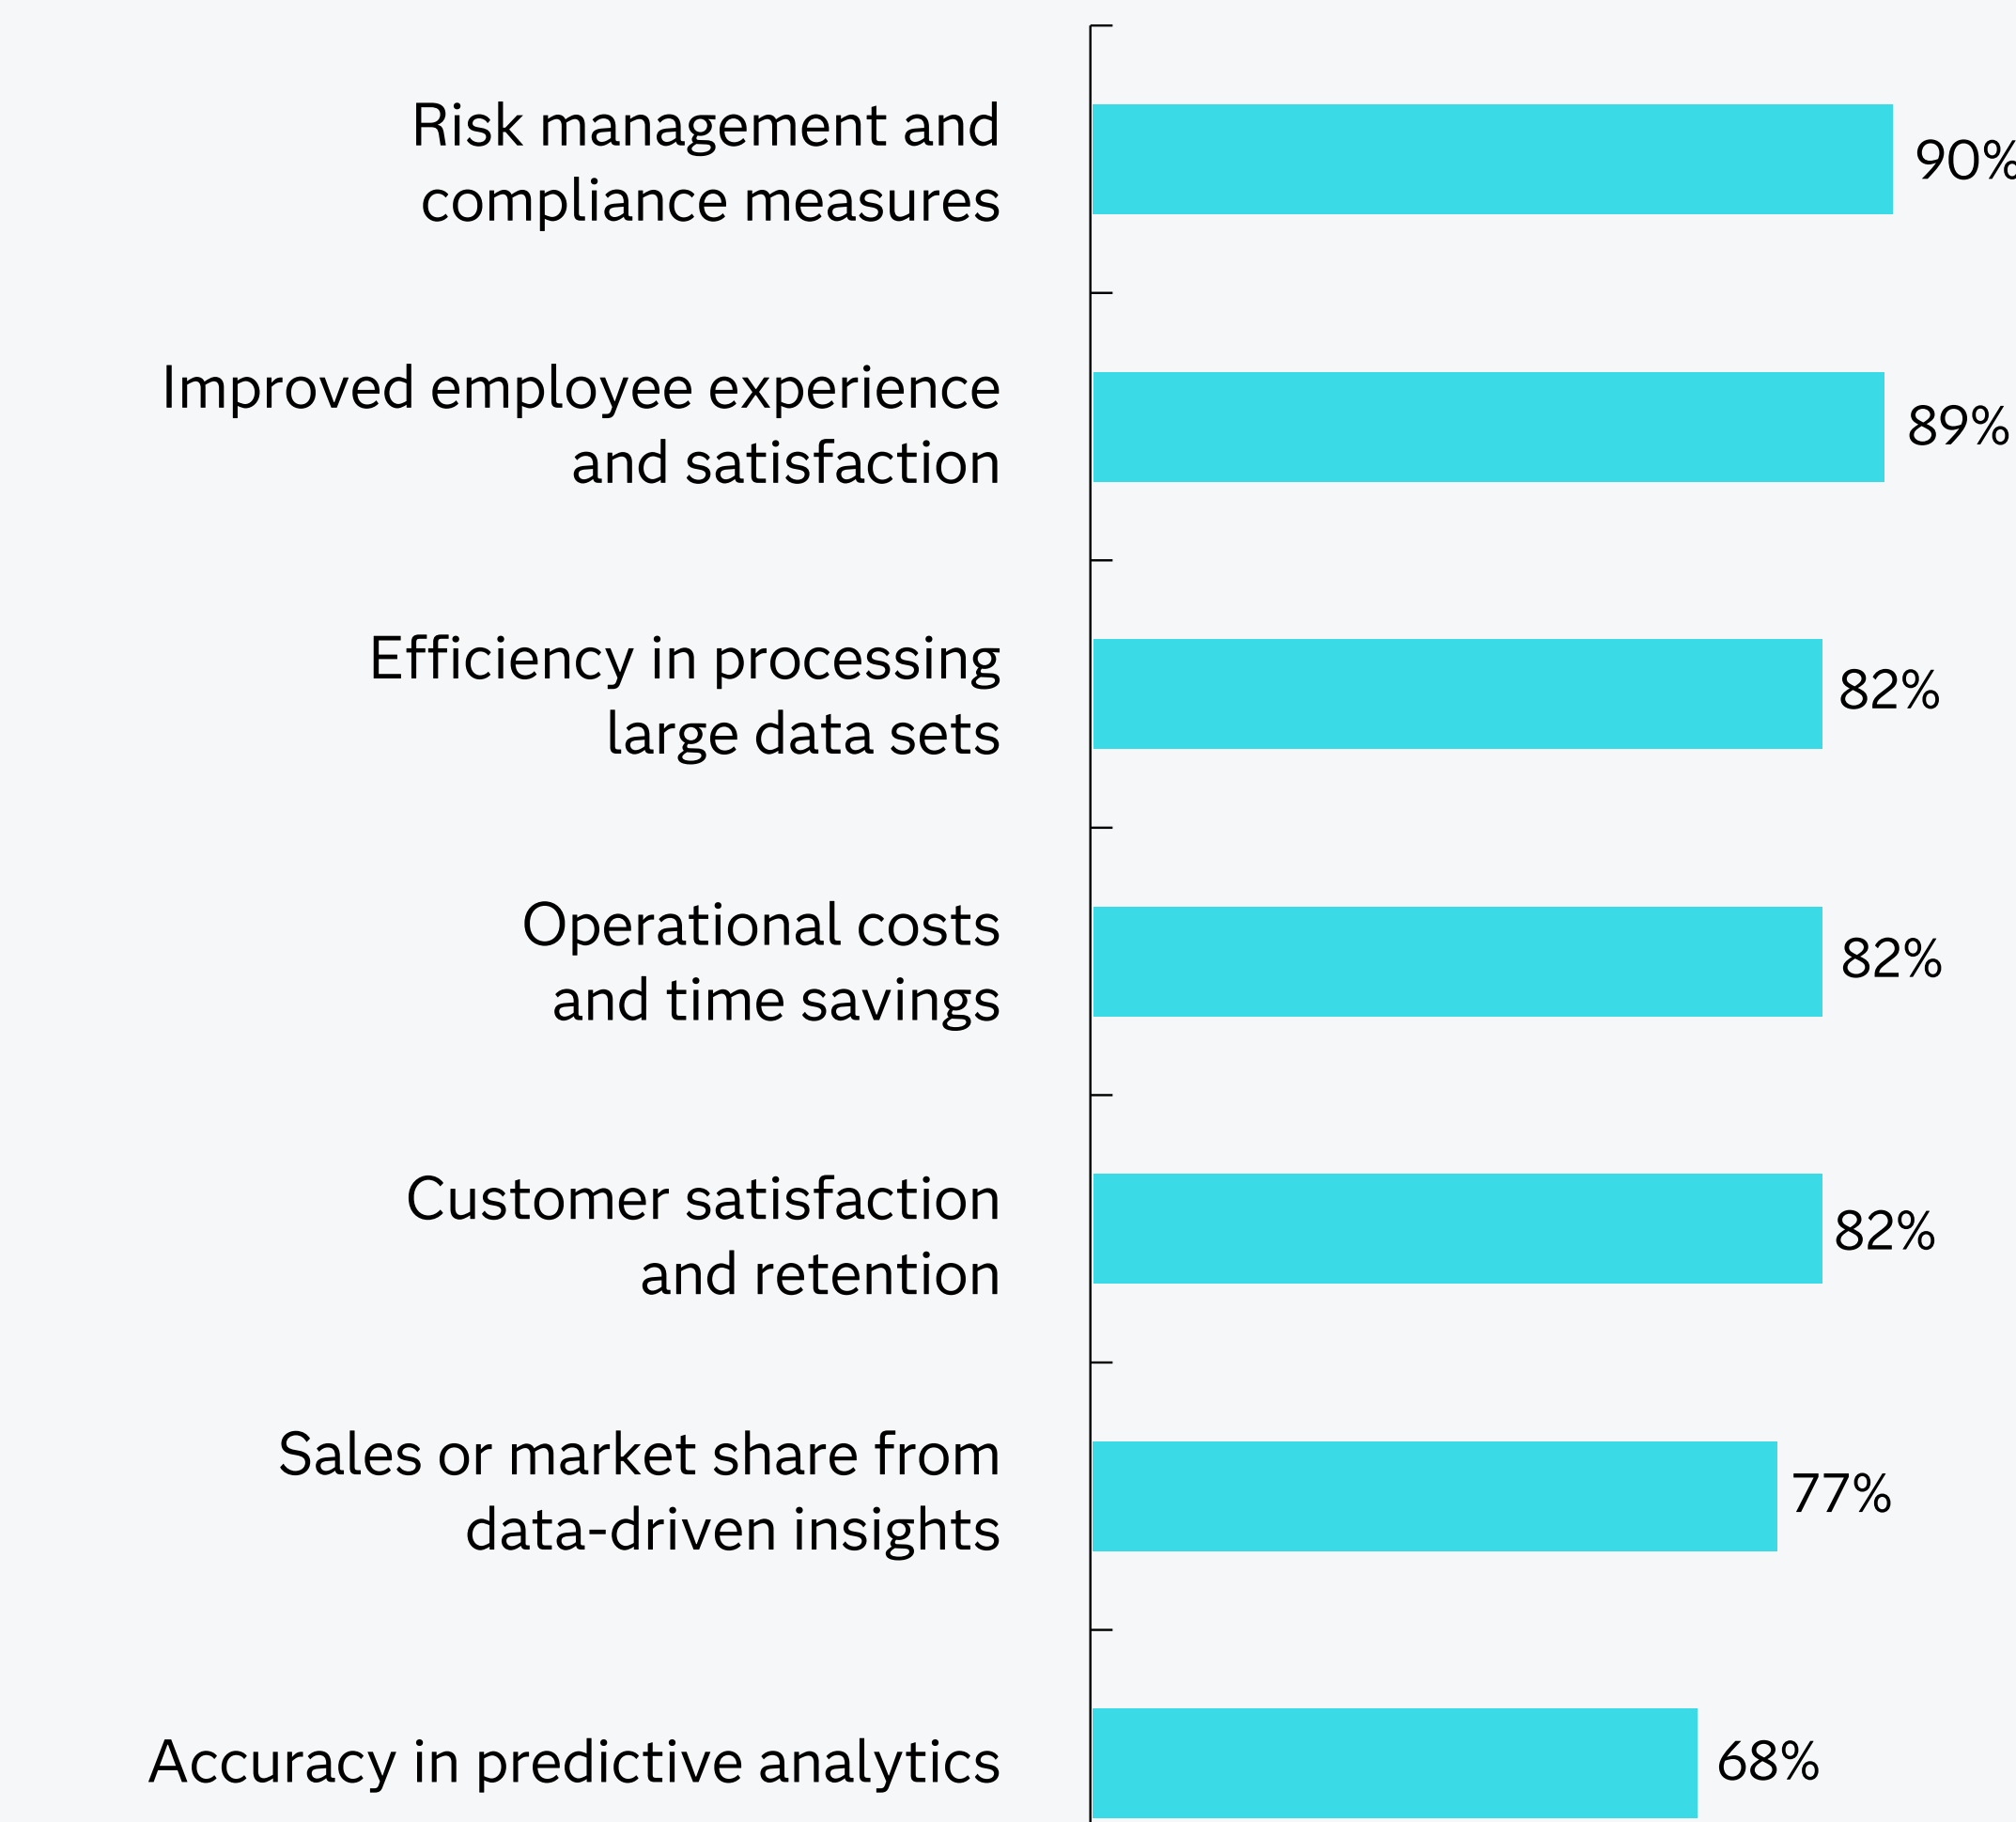 Risk management and
compliance measures
90%
Improved employee experience
and satisfaction
89%
Efficiency in processing
large data sets
82%
Operational costs
and time savings
82%
Customer satisfaction
and retention
82%
Sales or market share from
data-driven insights
77%
Accuracy in predictive analytics
68%